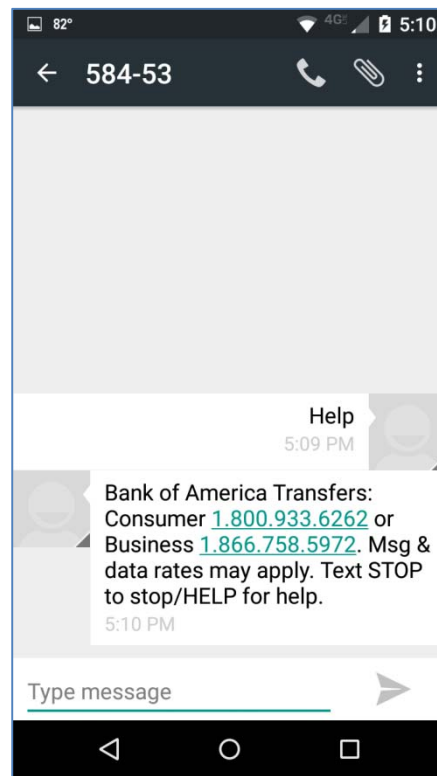 82° 4G 5:10
584-53
Help
5:09 PM
Bank of America Transfers:
Consumer 1.800.933.6262 or
Business 1.866.758.5972. Msg &
data rates may apply. Text STOP
to stop/HELP for help.
5:10 PM
Type message